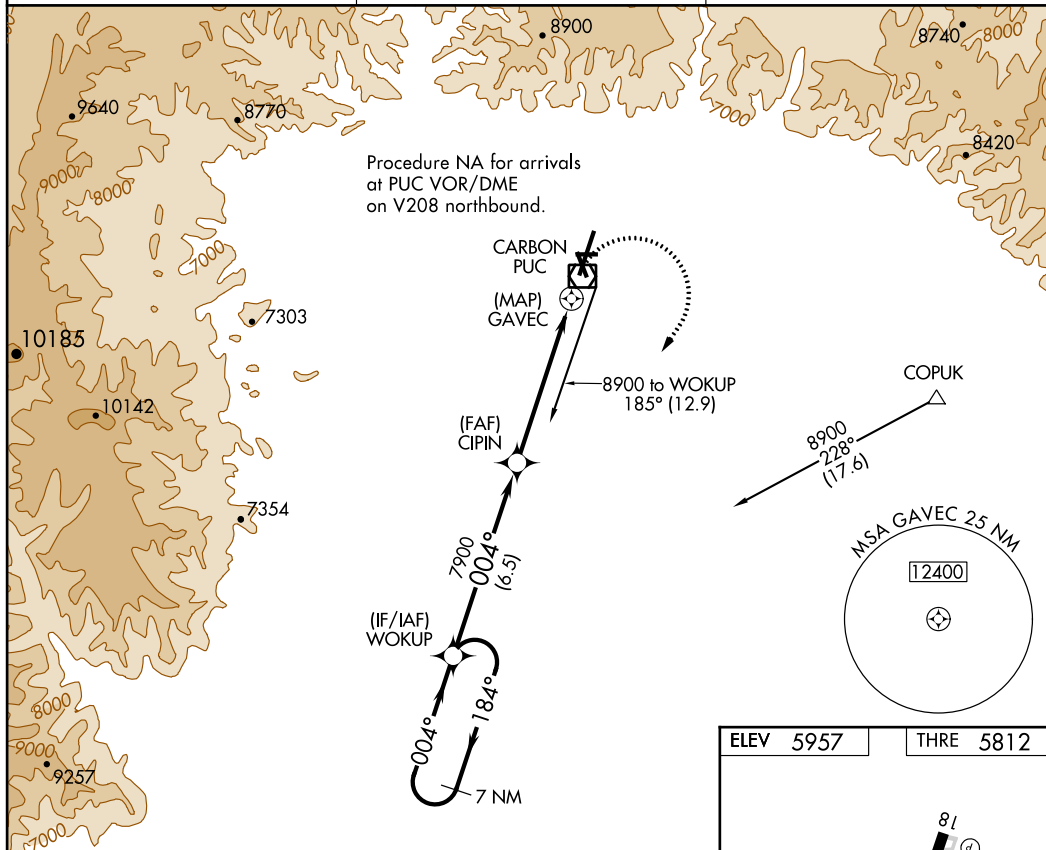 8900
8740
8000
9640
8770
7000
8420
9000
8000
Procedure NA for arrivals
at PUC VOR/DME
on V208 northbound.
7000
CARBON
PUC
(MAP)
GAVEC
7303
10185
8900 to WOKUP
185° (12.9)
COPUK
10142
(FAF)
CIPIN
8900
228°
(17.6)
7354
MSA GAVEC 25 NM
7900
004°
(6.5)
12400
(IF/IAF)
WOKUP
184°
004°
8000
9000
9257
7 NM
7000
ELEV 5957
THRE 5812
18
P